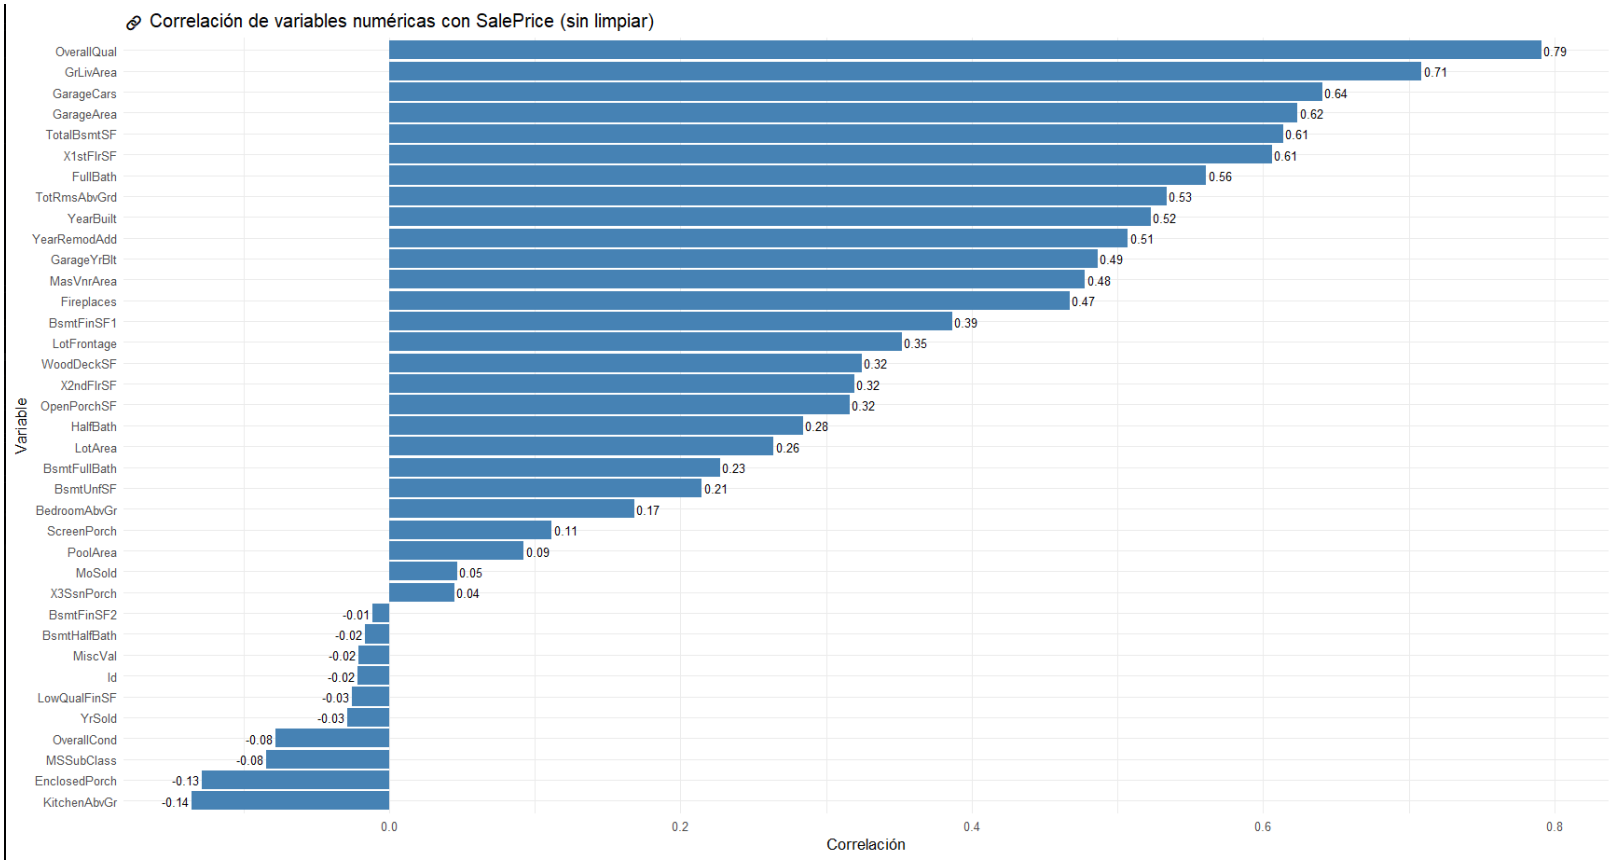 🔗 Correlación de variables numéricas con SalePrice (sin limpiar)
OverallQual 0.79
GrLivArea 0.71
GarageCars 0.64
GarageArea 0.62
TotalBsmtSF 0.61
X1stFlrSF 0.61
FullBath 0.56
TotRmsAbvGrd 0.53
YearBuilt 0.52
YearRemodAdd 0.51
GarageYrBlt 0.49
MasVnrArea 0.48
Fireplaces 0.47
BsmtFinSF1 0.39
LotFrontage 0.35
WoodDeckSF 0.32
X2ndFlrSF 0.32
OpenPorchSF 0.32
HalfBath 0.28
LotArea 0.26
BsmtFullBath 0.23
BsmtUnfSF 0.21
BedroomAbvGr 0.17
ScreenPorch 0.11
PoolArea 0.09
MoSold 0.05
X3SsnPorch 0.04
BsmtFinSF2 -0.01
BsmtHalfBath -0.02
MiscVal -0.02
Id -0.02
LowQualFinSF -0.03
YrSold -0.03
OverallCond -0.08
MSSubClass -0.08
EnclosedPorch -0.13
KitchenAbvGr -0.14
Variable
0.0 0.2 0.4 0.6 0.8
Correlación